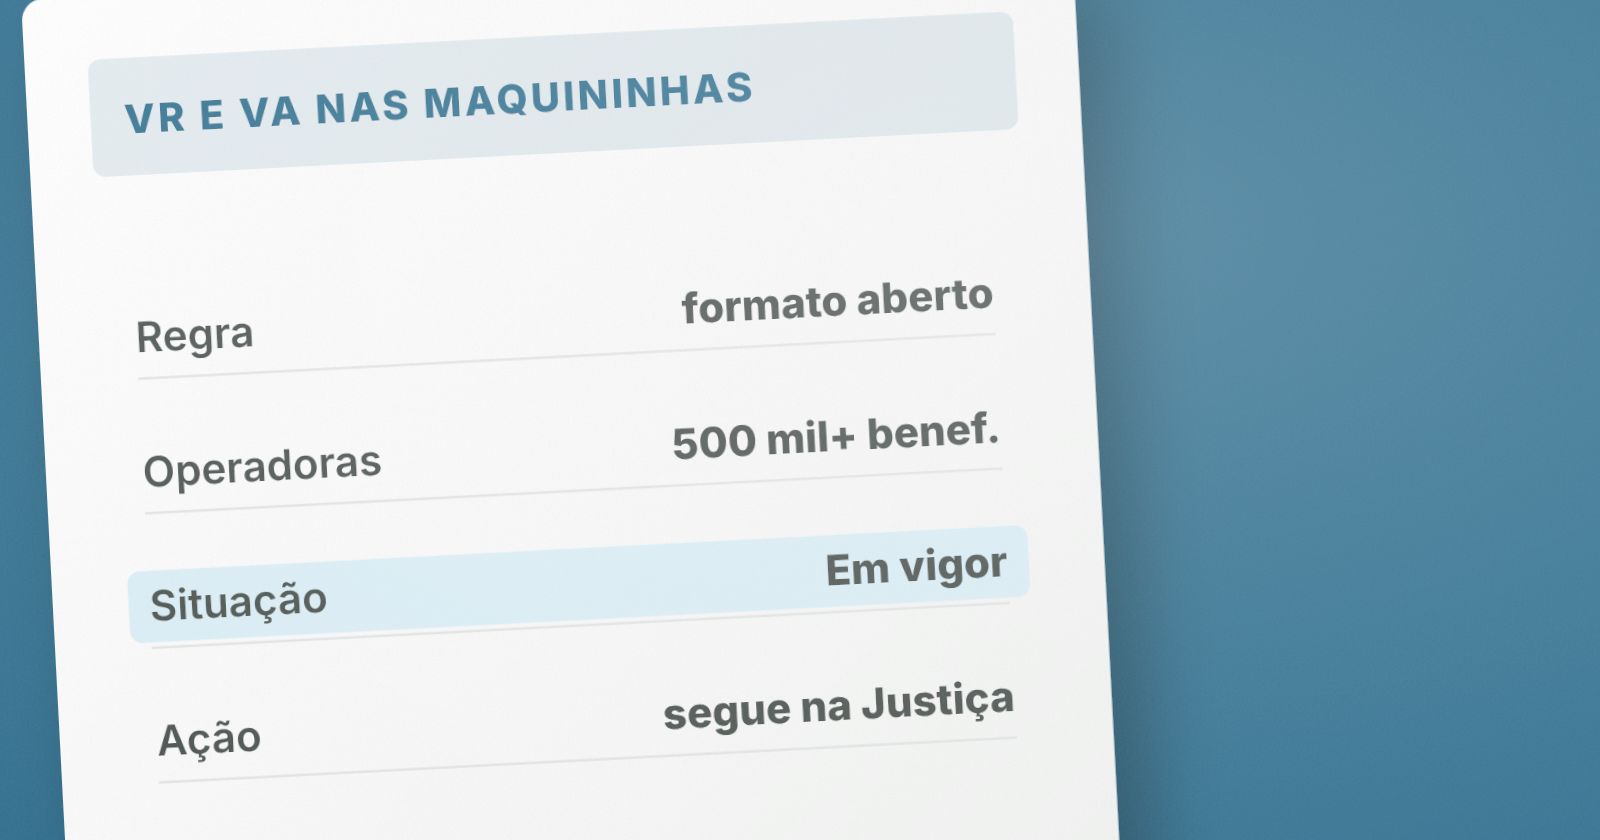 VR E VA NAS MAQUININHAS
Regra formato aberto
Operadoras 500 mil+ benef.
Situação Em vigor
Ação segue na Justiça